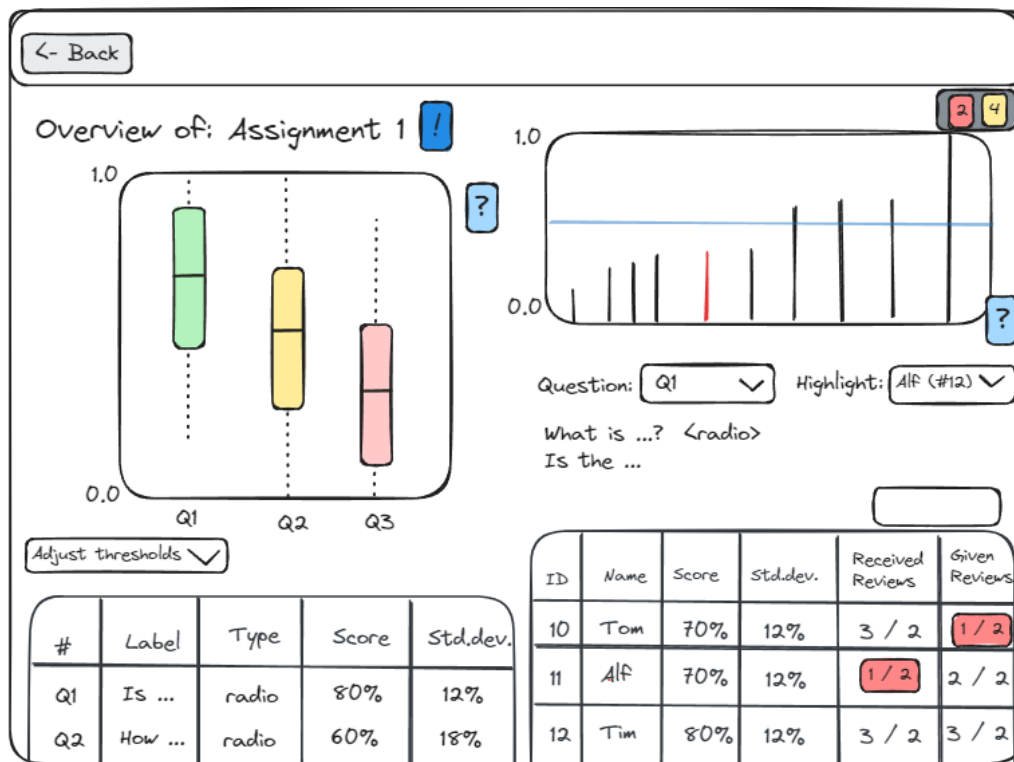 <- Back
Overview of: Assignment 1 !
1.0
?
0.0
Q1 Q2 Q3
Adjust thresholds
# Label Type Score Std.dev.
Q1 Is ... radio 80% 12%
Q2 How ... radio 60% 18%
2 4
1.0
0.0
?
Question: Q1 Highlight: Alf (#12)
What is ...? <radio>
Is the ...
ID Name Score Std.dev. Received Reviews Given Reviews
10 Tom 70% 12% 3 / 2 1 / 2
11 Alf 70% 12% 1 / 2 2 / 2
12 Tim 80% 12% 3 / 2 3 / 2